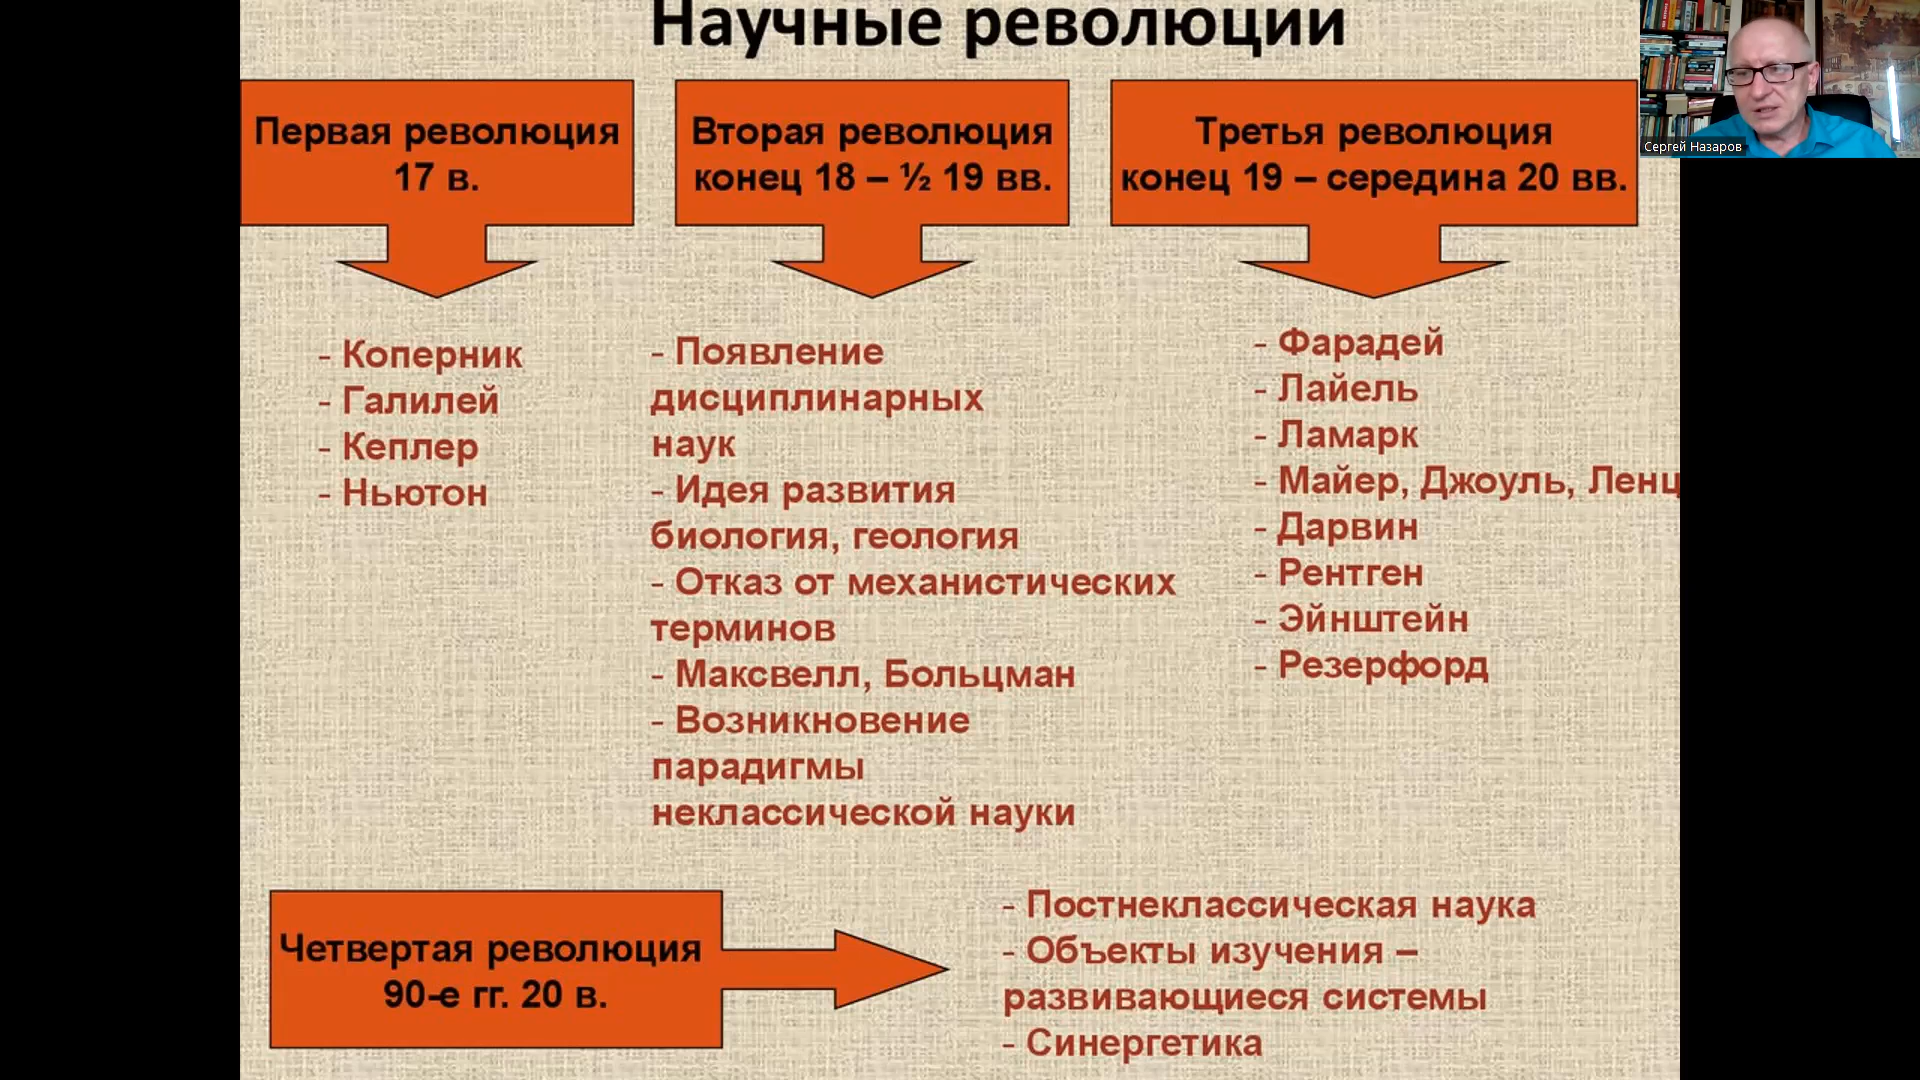 Научные революции
Первая революция
17 в.
Вторая революция
конец 18 – ½ 19 вв.
Третья революция
конец 19 – середина 20 вв.
Сергей Назаров
- Коперник
- Галилей
- Кеплер
- Ньютон
- Появление
дисциплинарных
наук
- Идея развития
биология, геология
- Отказ от механистических
терминов
- Максвелл, Больцман
- Возникновение
парадигмы
неклассической науки
- Фарадей
- Лайель
- Ламарк
- Майер, Джоуль, Ленц
- Дарвин
- Рентген
- Эйнштейн
- Резерфорд
Четвертая революция
90-е гг. 20 в.
- Постнеклассическая наука
- Объекты изучения –
развивающиеся системы
- Синергетика